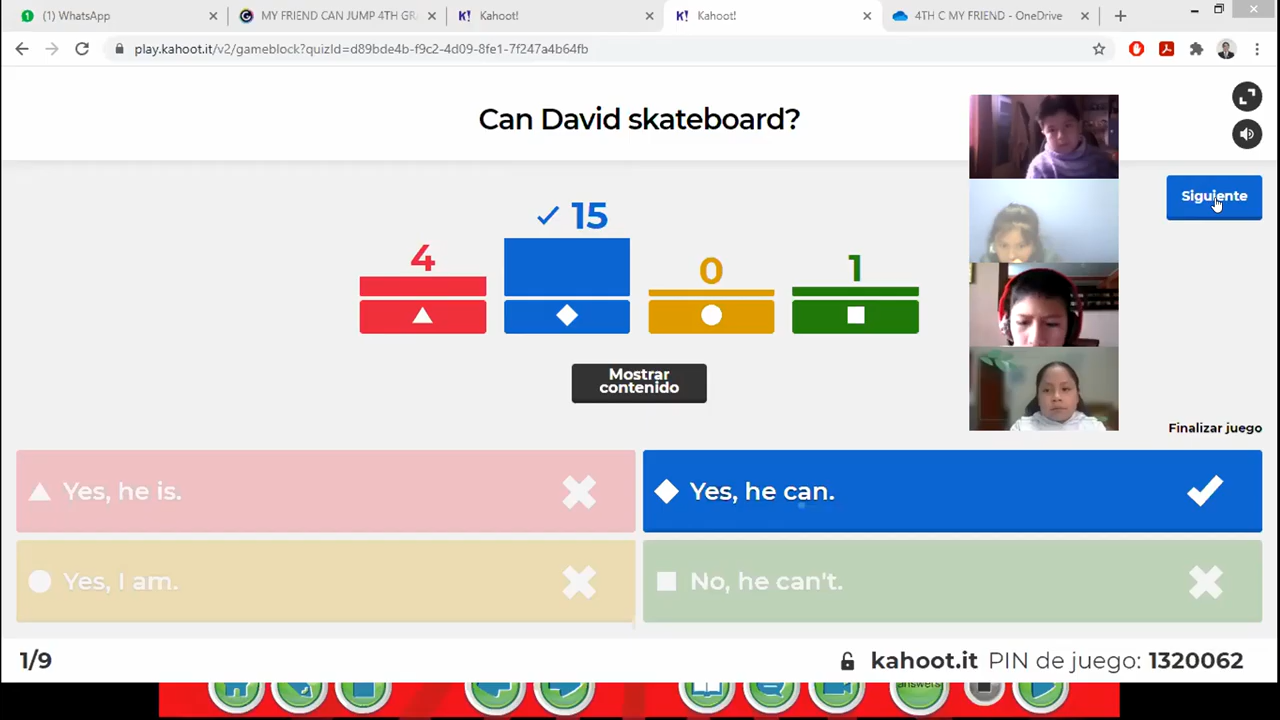 (1) WhatsApp
MY FRIEND CAN JUMP 4TH GR
K! Kahoot!
K! Kahoot!
4TH C MY FRIEND - OneDrive
play.kahoot.it/v2/gameblock?quizId=d89bde4b-f9c2-4d09-8fe1-7f247a4b64fb
Can David skateboard?
Siguiente
4
15
0
1
Mostrar
contenido
Finalizar juego
Yes, he is.
Yes, he can.
Yes, I am.
No, he can't.
1/9
kahoot.it PIN de juego: 1320062
answers